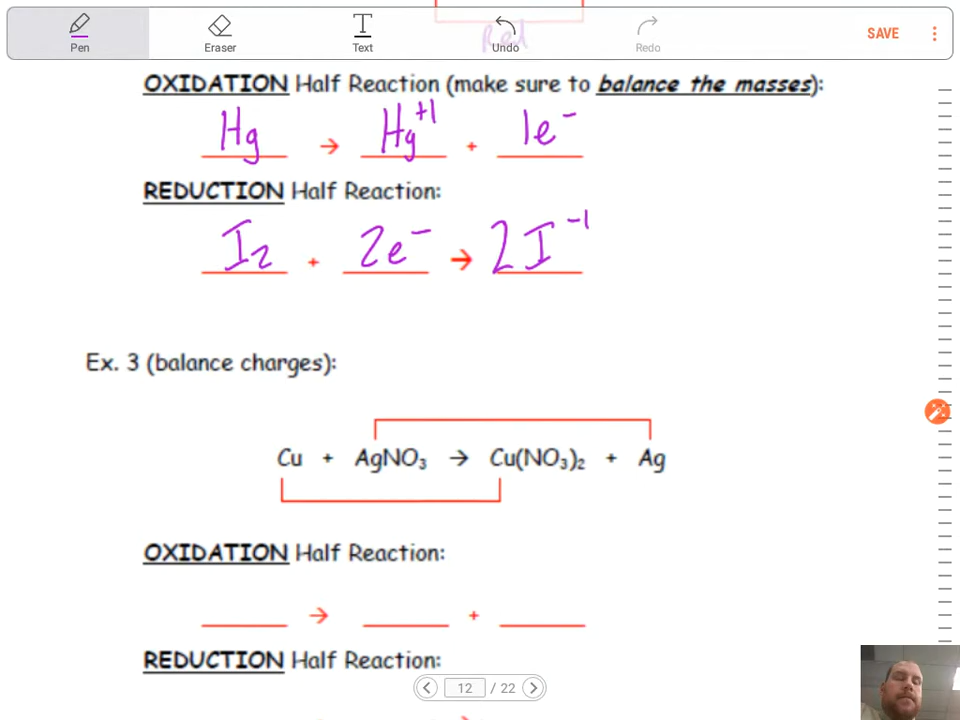 Red
Pen Eraser Text Undo Redo SAVE
OXIDATION Half Reaction (make sure to balance the masses):
Hg → Hg⁺¹ + 1e⁻
REDUCTION Half Reaction:
I₂ + 2e⁻ → 2I⁻¹
Ex. 3 (balance charges):
Cu + AgNO₃ → Cu(NO₃)₂ + Ag
OXIDATION Half Reaction:
→ +
REDUCTION Half Reaction:
12 / 22